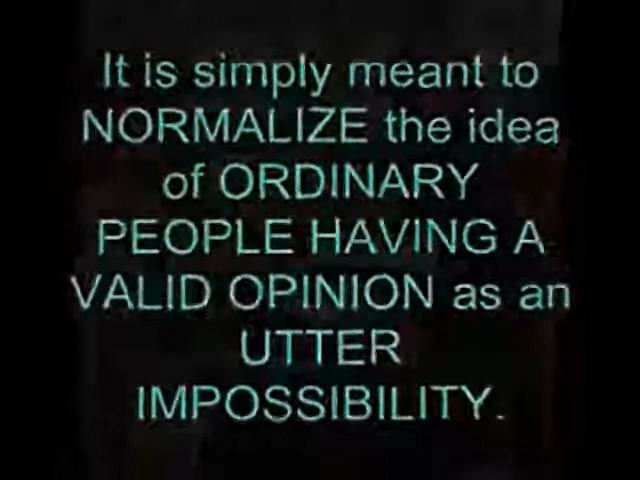 It is simply meant to
NORMALIZE the idea
of ORDINARY
PEOPLE HAVING A
VALID OPINION as an
UTTER
IMPOSSIBILITY.